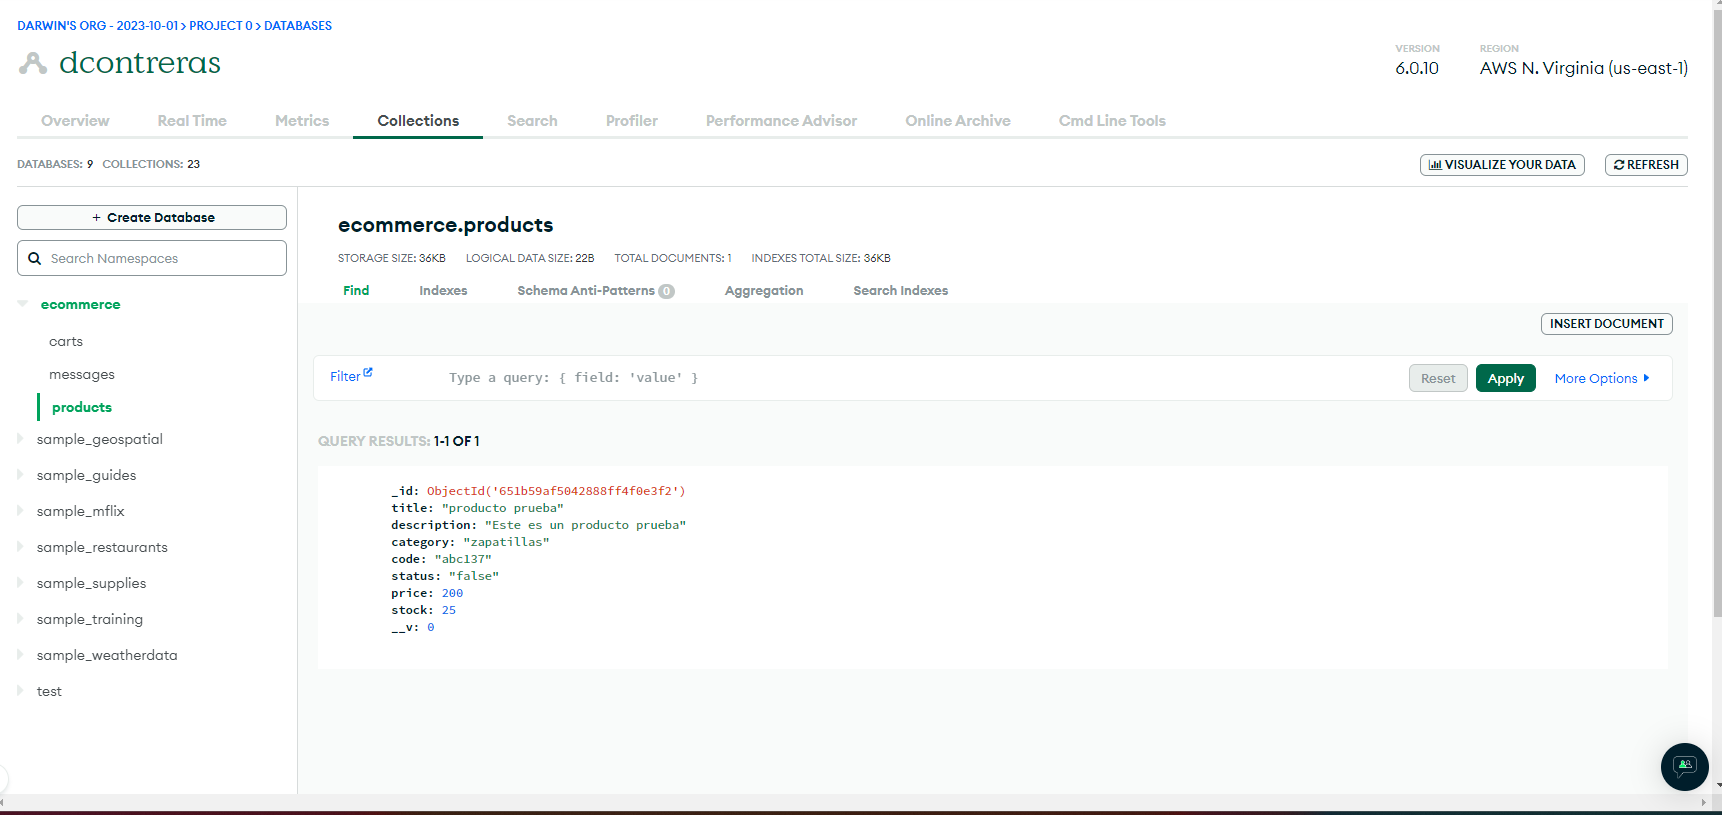 DARWIN'S ORG - 2023-10-01 > PROJECT 0 > DATABASES
dcontreras
VERSION
6.0.10
REGION
AWS N. Virginia (us-east-1)
Overview Real Time Metrics Collections Search Profiler Performance Advisor Online Archive Cmd Line Tools
DATABASES: 9 COLLECTIONS: 23
VISUALIZE YOUR DATA
REFRESH
+ Create Database
Search Namespaces
ecommerce
carts
messages
products
sample_geospatial
sample_guides
sample_mflix
sample_restaurants
sample_supplies
sample_training
sample_weatherdata
test
ecommerce.products
STORAGE SIZE: 36KB LOGICAL DATA SIZE: 22B TOTAL DOCUMENTS: 1 INDEXES TOTAL SIZE: 36KB
Find Indexes Schema Anti-Patterns 0 Aggregation Search Indexes
INSERT DOCUMENT
Filter Type a query: { field: 'value' } Reset Apply More Options
QUERY RESULTS: 1-1 OF 1
_id: ObjectId('651b59af5042888ff4f0e3f2')
title: "producto prueba"
description: "Este es un producto prueba"
category: "zapatillas"
code: "abc137"
status: "false"
price: 200
stock: 25
__v: 0